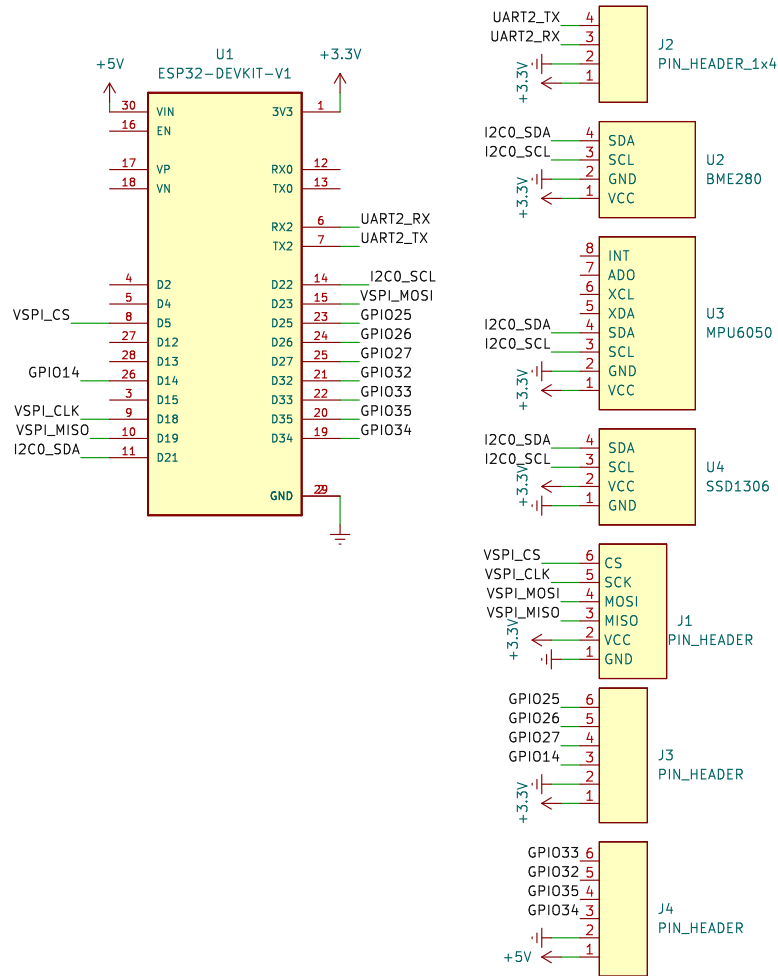 U1
ESP32-DEVKIT-V1
+5V
+3.3V
30 VIN
16 EN
17 VP
18 VN
4 D2
5 D4
VSPI_CS 8 D5
27 D12
28 D13
GPIO14 26 D14
3 D15
VSPI_CLK 9 D18
VSPI_MISO 10 D19
I2C0_SDA 11 D21
3V3 1
RX0 12
TX0 13
RX2 6 UART2_RX
TX2 7 UART2_TX
D22 14 I2C0_SCL
D23 15 VSPI_MOSI
D25 23 GPIO25
D26 24 GPIO26
D27 25 GPIO27
D32 21 GPIO32
D33 22 GPIO33
D35 20 GPIO35
D34 19 GPIO34
GND 29
UART2_TX 4
UART2_RX 3
2
+3.3V 1
J2
PIN_HEADER_1x4
I2C0_SDA 4 SDA
I2C0_SCL 3 SCL
2 GND
+3.3V 1 VCC
U2
BME280
8 INT
7 ADO
6 XCL
5 XDA
I2C0_SDA 4 SDA
I2C0_SCL 3 SCL
2 GND
+3.3V 1 VCC
U3
MPU6050
I2C0_SDA 4 SDA
I2C0_SCL 3 SCL
+3.3V 2 VCC
1 GND
U4
SSD1306
VSPI_CS 6 CS
VSPI_CLK 5 SCK
VSPI_MOSI 4 MOSI
VSPI_MISO 3 MISO
+3.3V 2 VCC
1 GND
J1
PIN_HEADER
GPIO25 6
GPIO26 5
GPIO27 4
GPIO14 3
2
+3.3V 1
J3
PIN_HEADER
GPIO33 6
GPIO32 5
GPIO35 4
GPIO34 3
2
+5V 1
J4
PIN_HEADER